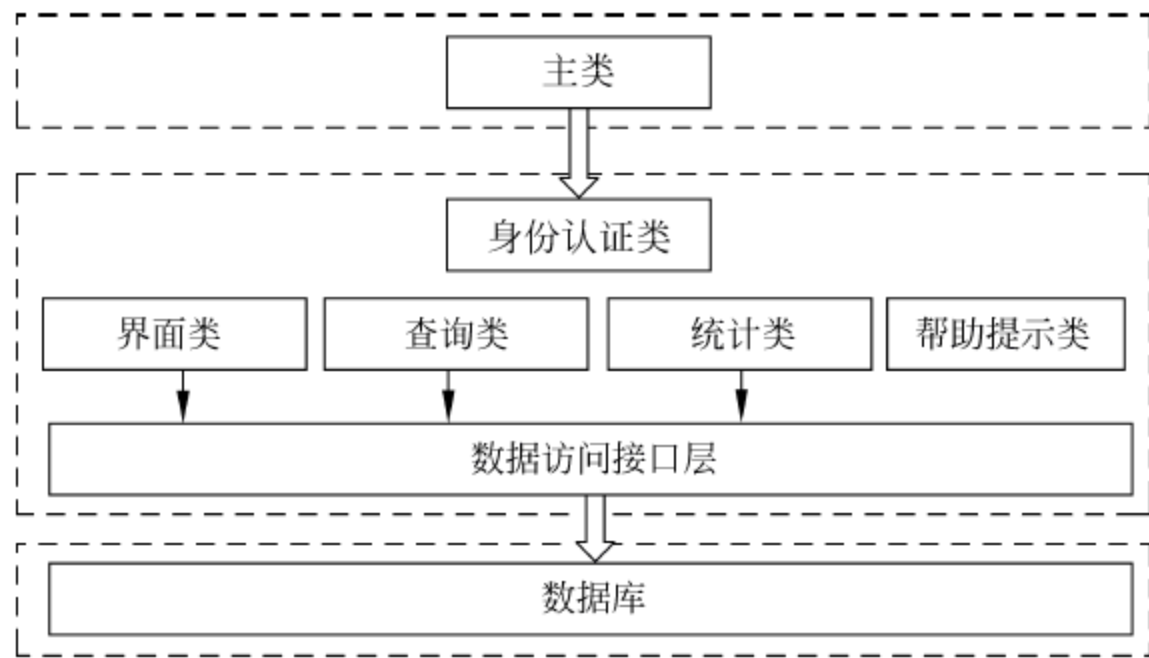 主类
身份认证类
界面类
查询类
统计类
帮助提示类
数据访问接口层
数据库